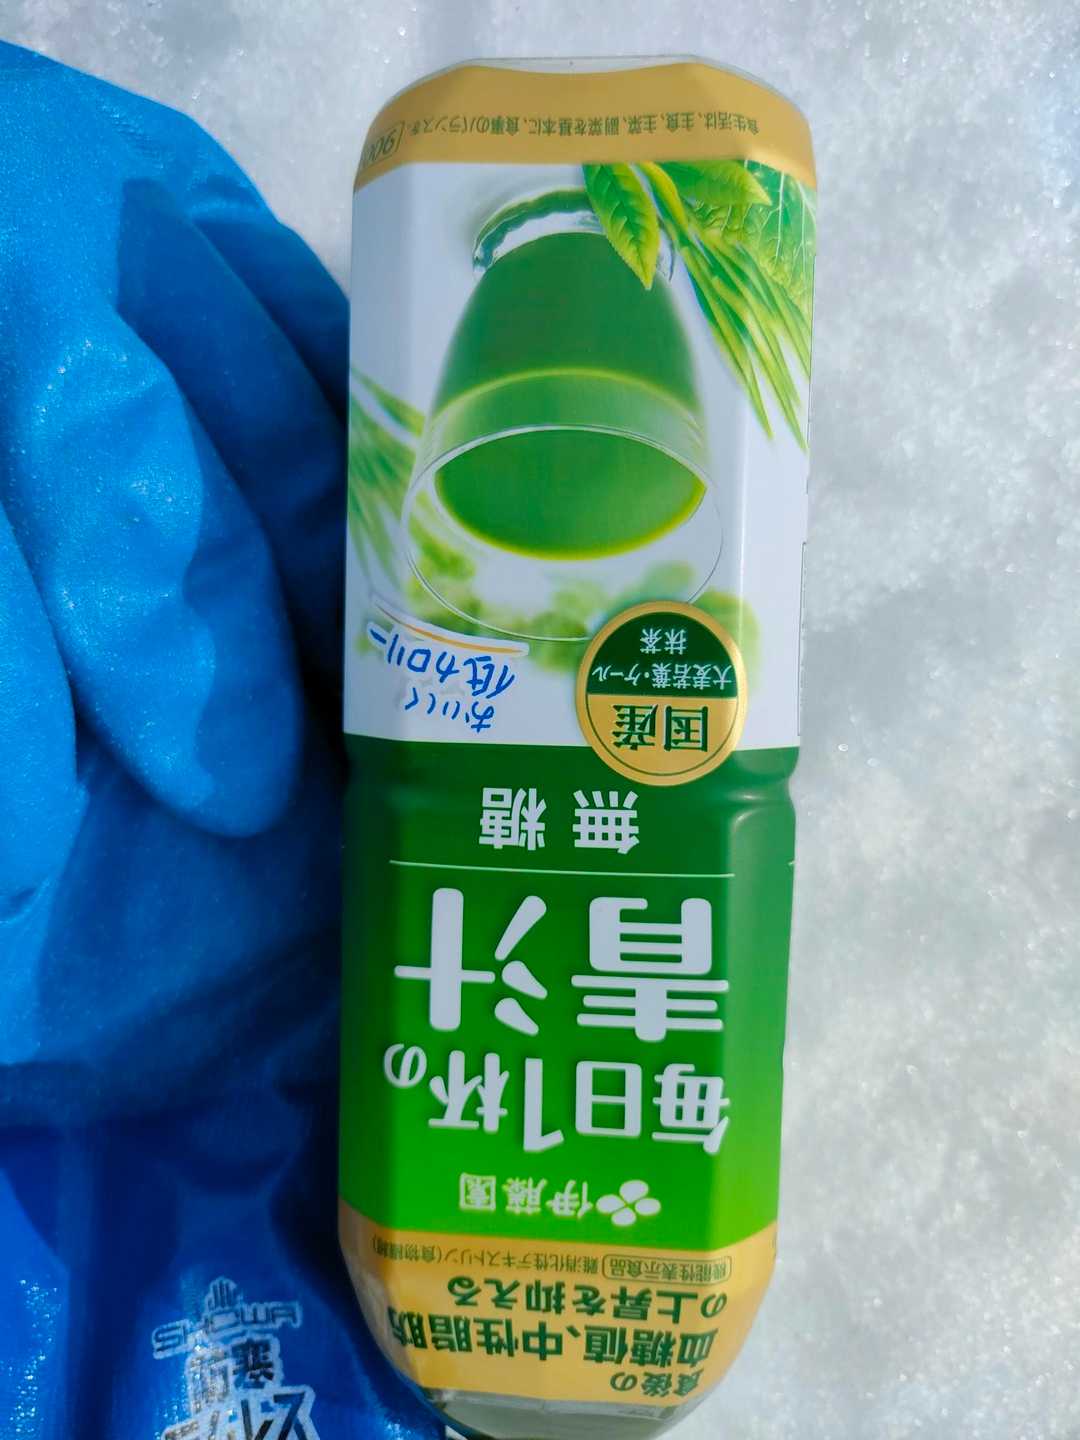 食後の
血糖値、中性脂肪
の上昇を抑える
機能性表示食品 難消化性デキストリン(食物繊維)
伊藤園
毎日1杯の
青汁
無糖
国産
大麦若葉・ケール
抹茶
おいしく
低カロリー
食生活は、主食、主菜、副菜を基本に、食事のバランスを。
900
SHOWA
防寒